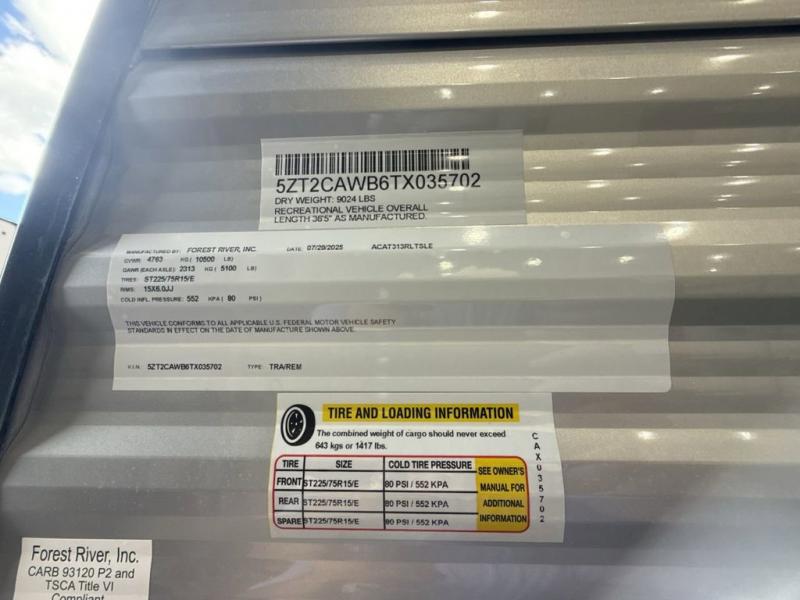 5ZT2CAWB6TX035702
DRY WEIGHT: 9024 LBS
RECREATIONAL VEHICLE OVERALL
LENGTH 36'5" AS MANUFACTURED.
MANUFACTURED BY: FOREST RIVER, INC. DATE: 07/29/2025 ACAT313RLTSLE
GVWR: 4763 KG ( 10500 LB)
GAWR (EACH AXLE): 2313 KG ( 5100 LB)
TIRES: ST225/75R15/E
RIMS: 15X6.0JJ
COLD INFL. PRESSURE: 552 KPA ( 80 PSI )
THIS VEHICLE CONFORMS TO ALL APPLICABLE U.S. FEDERAL MOTOR VEHICLE SAFETY
STANDARDS IN EFFECT ON THE DATE OF MANUFACTURE SHOWN ABOVE.
V.I.N.: 5ZT2CAWB6TX035702 TYPE: TRA/REM
TIRE AND LOADING INFORMATION
The combined weight of cargo should never exceed
643 kgs or 1417 lbs.
TIRE SIZE COLD TIRE PRESSURE SEE OWNER'S
FRONT ST225/75R15/E 80 PSI / 552 KPA MANUAL FOR
REAR ST225/75R15/E 80 PSI / 552 KPA ADDITIONAL
SPARE ST225/75R15/E 80 PSI / 552 KPA INFORMATION
CAX035702
Forest River, Inc.
CARB 93120 P2 and
TSCA Title VI
Compliant